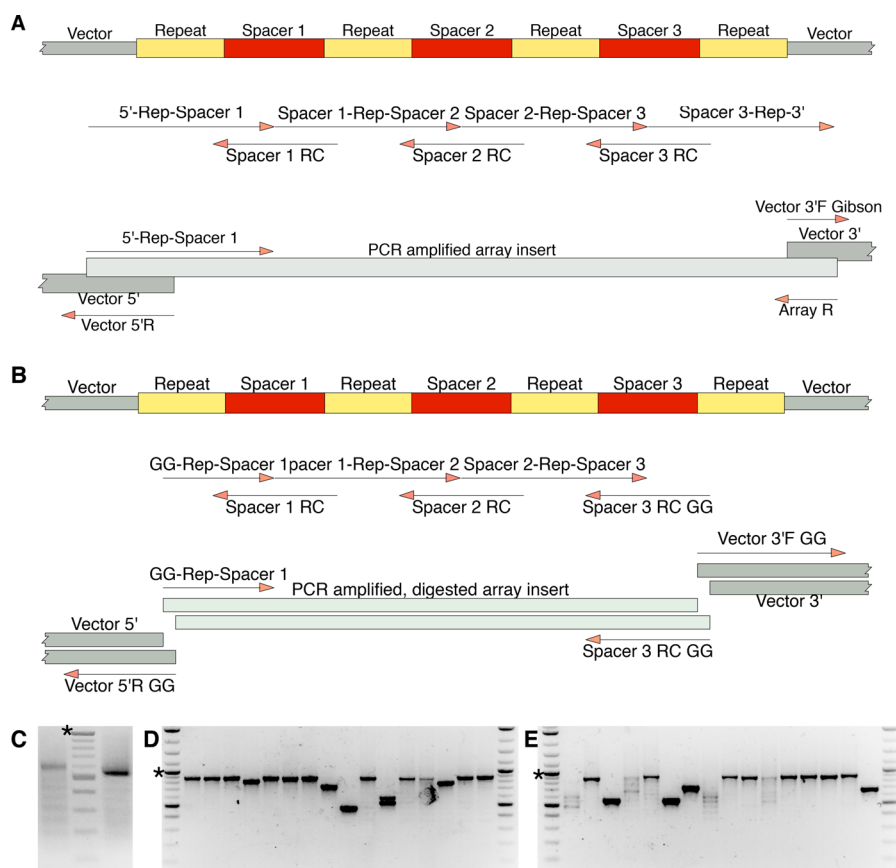 A
Vector Repeat Spacer 1 Repeat Spacer 2 Repeat Spacer 3 Repeat Vector
5'-Rep-Spacer 1 Spacer 1-Rep-Spacer 2 Spacer 2-Rep-Spacer 3 Spacer 3-Rep-3'
Spacer 1 RC Spacer 2 RC Spacer 3 RC
Vector 3'F Gibson
5'-Rep-Spacer 1 PCR amplified array insert Vector 3'
Vector 5'
Vector 5'R Array R
B
Vector Repeat Spacer 1 Repeat Spacer 2 Repeat Spacer 3 Repeat Vector
GG-Rep-Spacer 1pacer 1-Rep-Spacer 2 Spacer 2-Rep-Spacer 3
Spacer 1 RC Spacer 2 RC Spacer 3 RC GG
Vector 3'F GG
GG-Rep-Spacer 1
PCR amplified, digested array insert Vector 3'
Vector 5'
Spacer 3 RC GG
Vector 5'R GG
C * D * E *